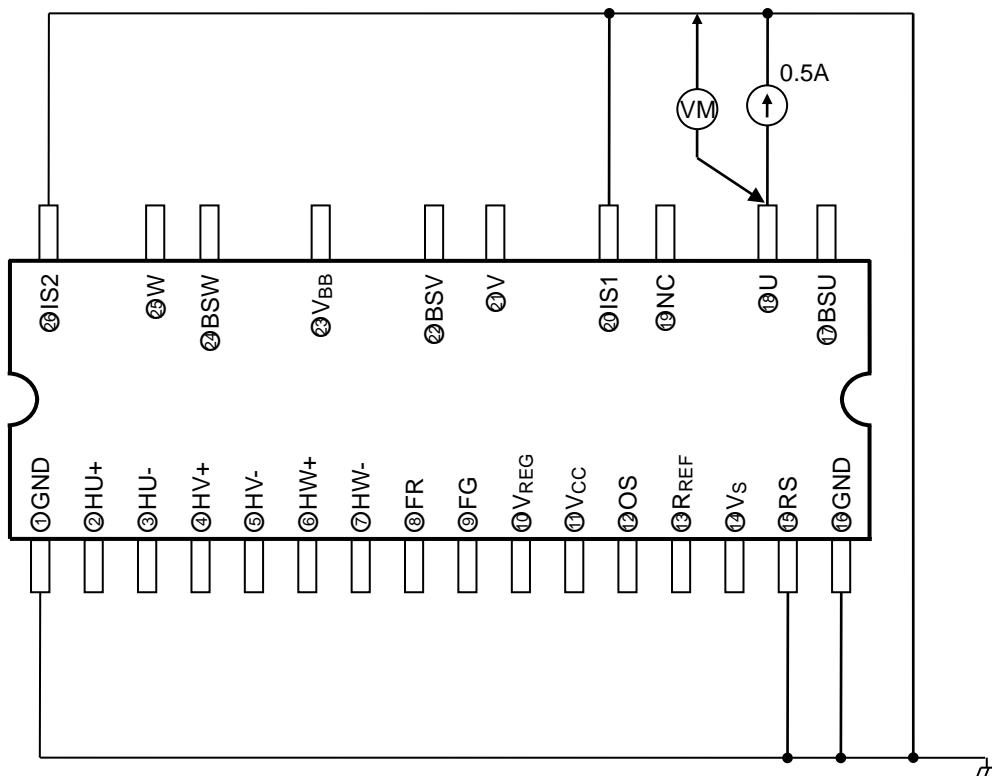 0.5A
VM
㉖IS2
㉕W
㉔BSW
㉓VBB
㉒BSV
㉑V
⑳IS1
⑲NC
⑱U
⑰BSU
①GND
②HU+
③HU-
④HV+
⑤HV-
⑥HW+
⑦HW-
⑧FR
⑨FG
⑩VREG
⑪VCC
⑫OS
⑬RREF
⑭VS
⑮RS
⑯GND